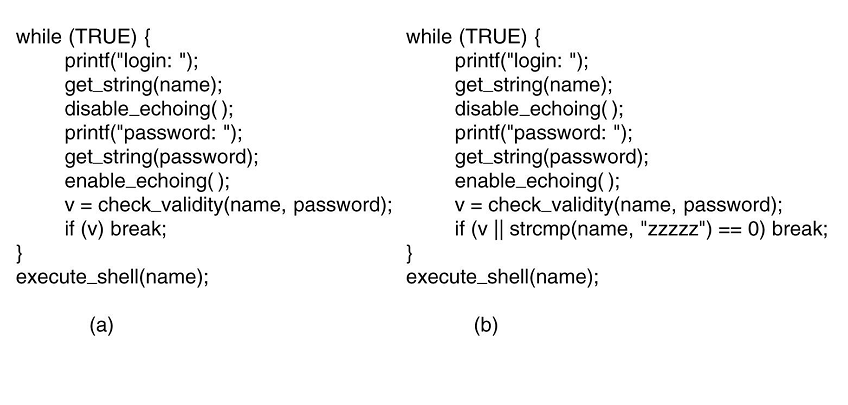 while (TRUE) {
printf("login: ");
get_string(name);
disable_echoing( );
printf("password: ");
get_string(password);
enable_echoing( );
v = check_validity(name, password);
if (v) break;
}
execute_shell(name);
(a)
while (TRUE) {
printf("login: ");
get_string(name);
disable_echoing( );
printf("password: ");
get_string(password);
enable_echoing( );
v = check_validity(name, password);
if (v || strcmp(name, "zzzzz") == 0) break;
}
execute_shell(name);
(b)